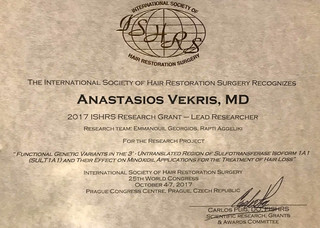 INTERNATIONAL SOCIETY OF
ISHRS
HAIR RESTORATION SURGERY
THE INTERNATIONAL SOCIETY OF HAIR RESTORATION SURGERY RECOGNIZES
ANASTASIOS VEKRIS, MD
2017 ISHRS RESEARCH GRANT – LEAD RESEARCHER
RESEARCH TEAM: EMMANOUIL GEORGIOS, RAPTI AGGELIKI
FOR THE RESEARCH PROJECT
"FUNCTIONAL GENETIC VARIANTS IN THE 3'- UNTRANSLATED REGION OF SULFOTRANSFERASE ISOFORM 1A1
(SULT1A1) AND THEIR EFFECT ON MINOXIDIL APPLICATIONS FOR THE TREATMENT OF HAIR LOSS"
INTERNATIONAL SOCIETY OF HAIR RESTORATION SURGERY
25TH WORLD CONGRESS
OCTOBER 4-7, 2017
PRAGUE CONGRESS CENTRE, PRAGUE, CZECH REPUBLIC
CARLOS FISHRS
SCIENTIFIC RESEARCH, GRANTS,
& AWARDS COMMITTEE